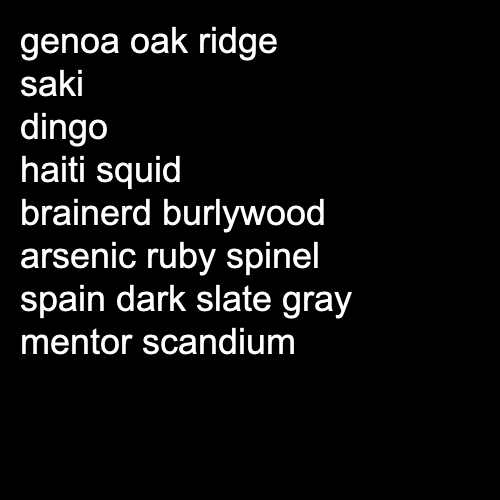 genoa oak ridge
saki
dingo
haiti squid
brainerd burlywood
arsenic ruby spinel
spain dark slate gray
mentor scandium